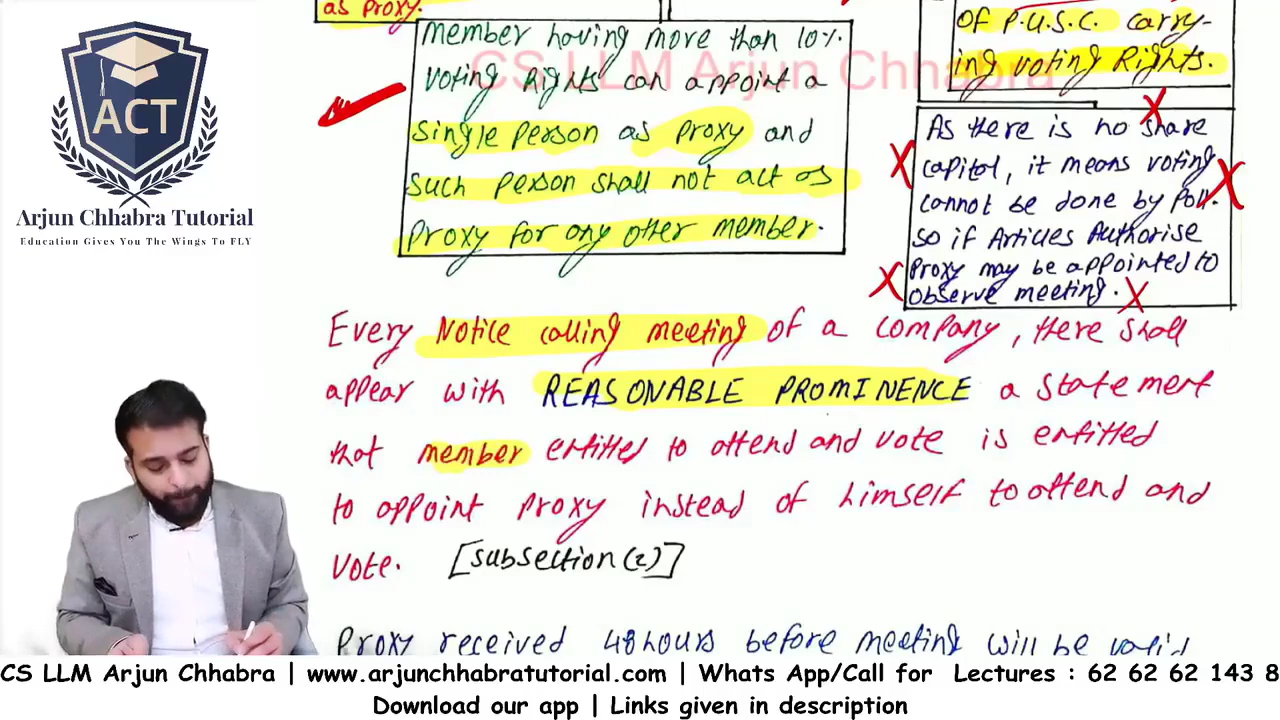 as Proxy.
Member having more than 10%
voting Rights can appoint a
single person as proxy and
such person shall not act as
Proxy for any other member.
of P.U.S.C. carry-
ing voting Rights.
As there is no share
capital, it means voting
cannot be done by Poll.
so if Articles Authorise
Proxy may be appointed to
observe meeting.
CS LLM Arjun Chhabra
ACT
Arjun Chhabra Tutorial
Education Gives You The Wings To FLY
Every Notice calling meeting of a company, there shall
appear with REASONABLE PROMINENCE a statement
that member entitled to attend and vote is entitled
to appoint proxy instead of himself to attend and
vote. [subsection(2)]
Proxy received 48 hours before meeting will be valid
CS LLM Arjun Chhabra | www.arjunchhabratutorial.com | Whats App/Call for Lectures : 62 62 62 143 8
Download our app | Links given in description